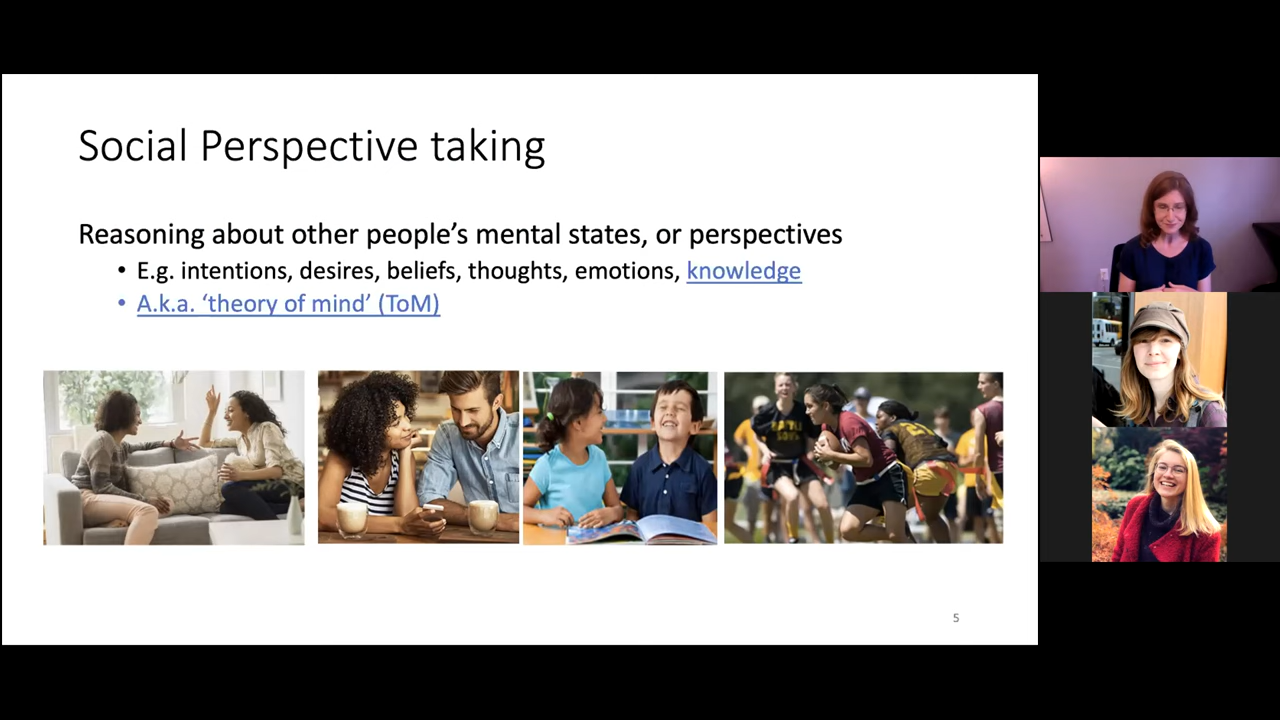 Social Perspective taking
Reasoning about other people’s mental states, or perspectives
• E.g. intentions, desires, beliefs, thoughts, emotions, knowledge
• A.k.a. ‘theory of mind’ (ToM)
5